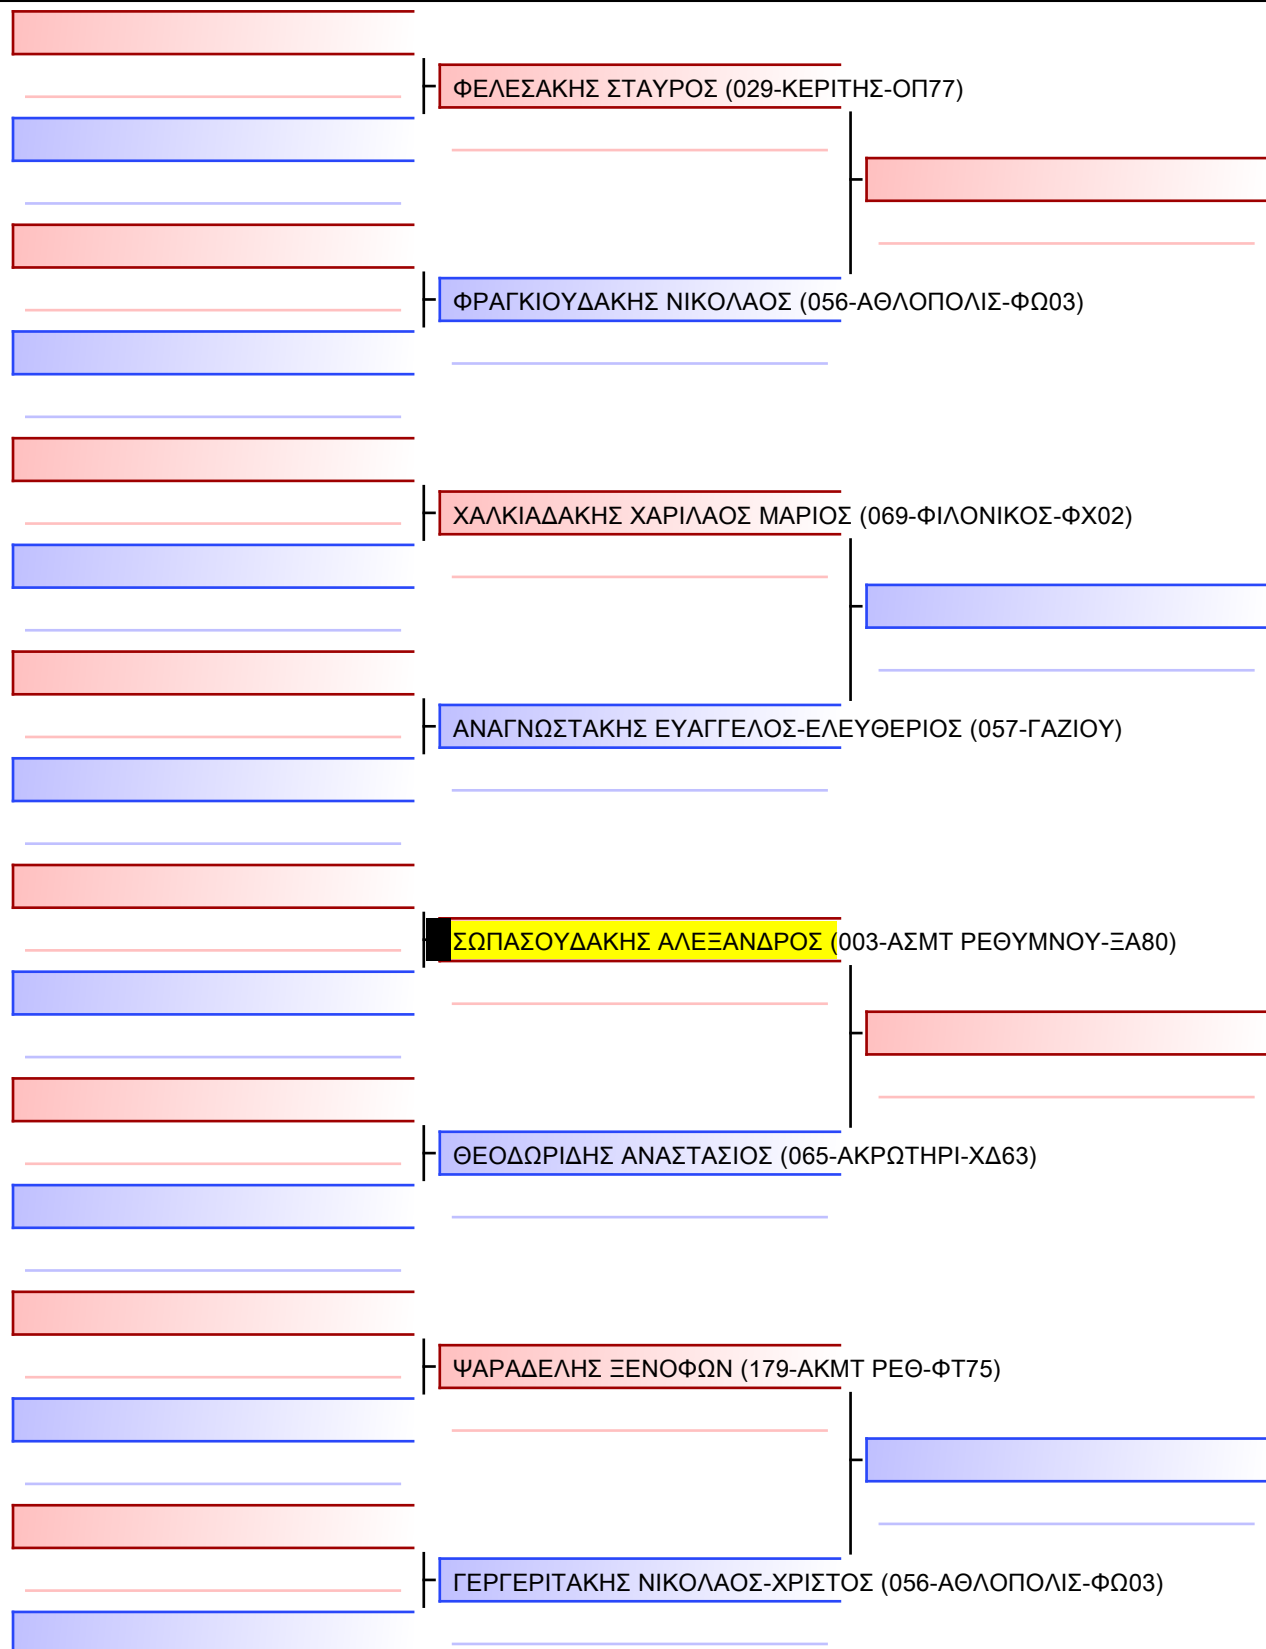 ΦΕΛΕΣΑΚΗΣ ΣΤΑΥΡΟΣ (029-ΚΕΡΙΤΗΣ-ΟΠ77)
ΦΡΑΓΚΙΟΥΔΑΚΗΣ ΝΙΚΟΛΑΟΣ (056-ΑΘΛΟΠΟΛΙΣ-ΦΩ03)
ΧΑΛΚΙΑΔΑΚΗΣ ΧΑΡΙΛΑΟΣ ΜΑΡΙΟΣ (069-ΦΙΛΟΝΙΚΟΣ-ΦΧ02)
ΑΝΑΓΝΩΣΤΑΚΗΣ ΕΥΑΓΓΕΛΟΣ-ΕΛΕΥΘΕΡΙΟΣ (057-ΓΑΖΙΟΥ)
ΣΩΠΑΣΟΥΔΑΚΗΣ ΑΛΕΞΑΝΔΡΟΣ (003-ΑΣΜΤ ΡΕΘΥΜΝΟΥ-ΞΑ80)
ΘΕΟΔΩΡΙΔΗΣ ΑΝΑΣΤΑΣΙΟΣ (065-ΑΚΡΩΤΗΡΙ-ΧΔ63)
ΨΑΡΑΔΕΛΗΣ ΞΕΝΟΦΩΝ (179-ΑΚΜΤ ΡΕΘ-ΦΤ75)
ΓΕΡΓΕΡΙΤΑΚΗΣ ΝΙΚΟΛΑΟΣ-ΧΡΙΣΤΟΣ (056-ΑΘΛΟΠΟΛΙΣ-ΦΩ03)